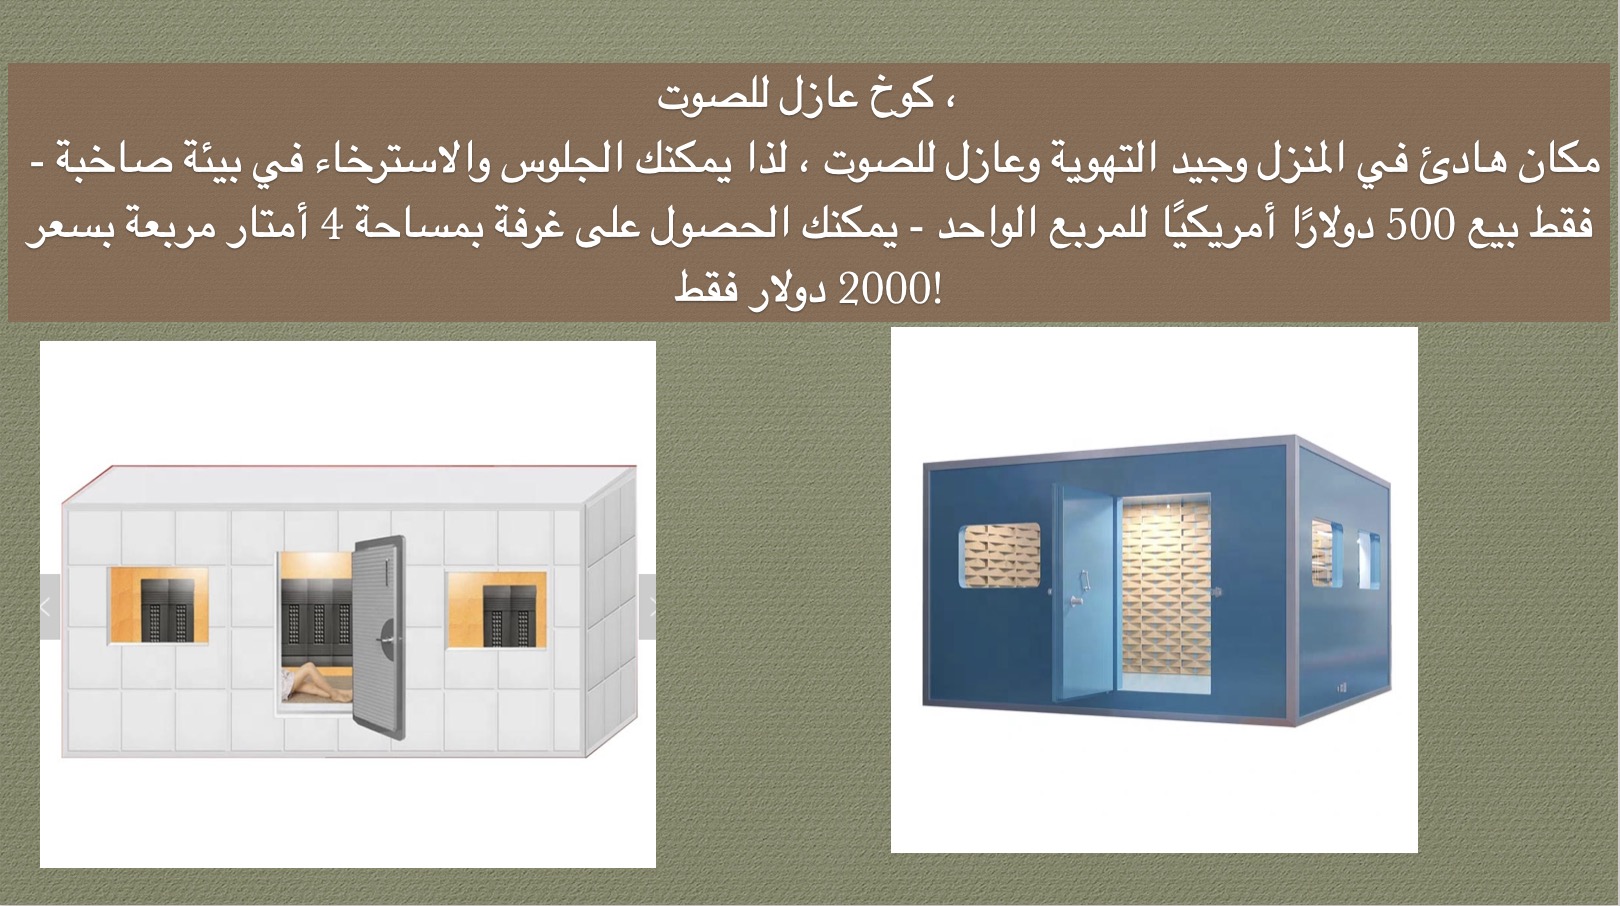 كوخ عازل للصوت ،
مكان هادئ في المنزل وجيد التهوية وعازل للصوت ، لذا يمكنك الجلوس والاسترخاء في بيئة صاخبة -
فقط بيع 500 دولارًا أمريكيًا للمربع الواحد - يمكنك الحصول على غرفة بمساحة 4 أمتار مربعة بسعر
2000 دولار فقط!